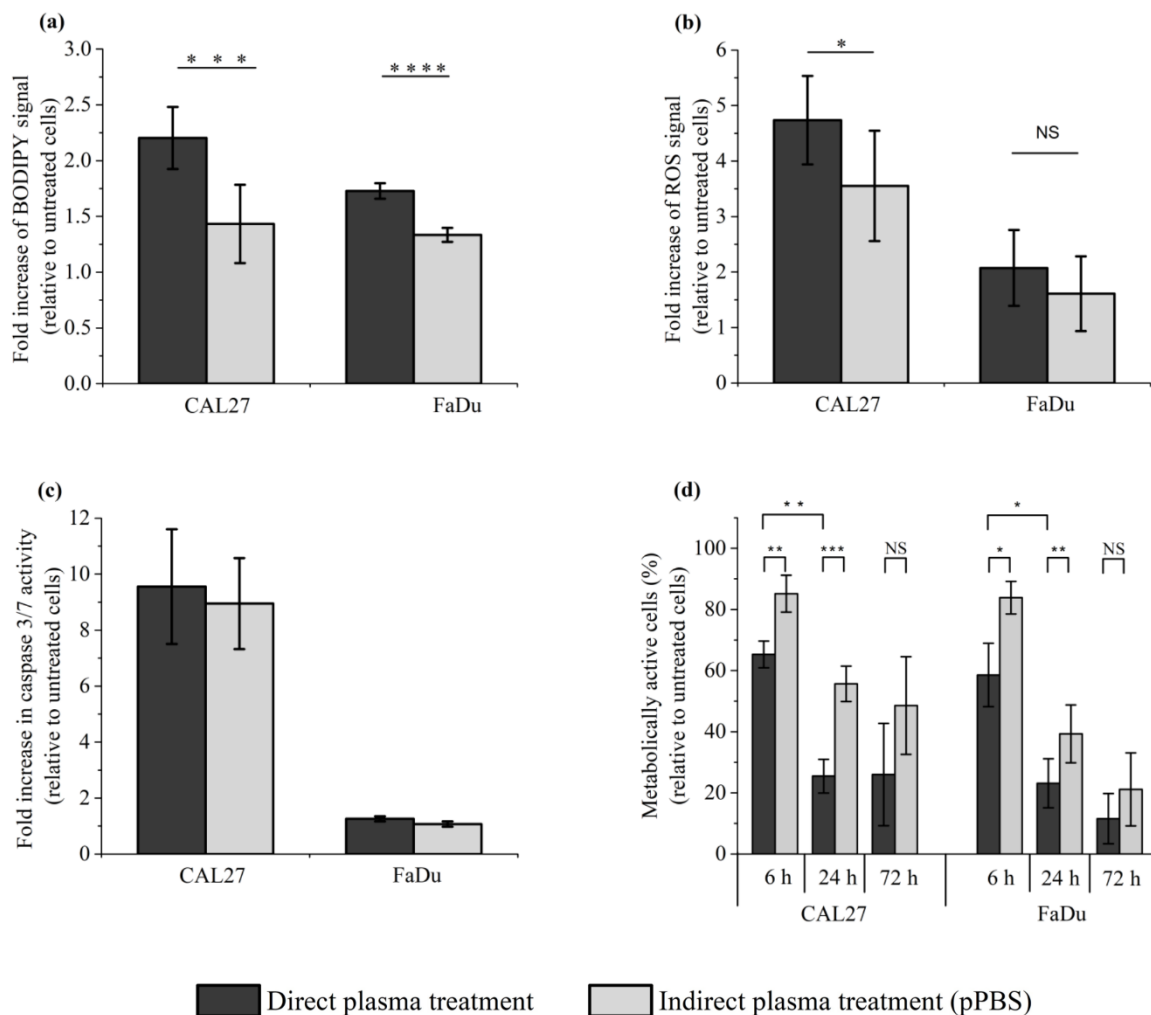 (a)
* * *
* * * *
3.0
2.5
2.0
1.5
1.0
0.5
0.0
Fold increase of BODIPY signal
(relative to untreated cells)
CAL27 FaDu
(b)
*
NS
6
5
4
3
2
1
0
Fold increase of ROS signal
(relative to untreated cells)
CAL27 FaDu
(c)
12
10
8
6
4
2
0
Fold increase in caspase 3/7 activity
(relative to untreated cells)
CAL27 FaDu
(d)
* * *
** *** NS * ** NS
100
80
60
40
20
0
Metabolically active cells (%)
(relative to untreated cells)
6 h 24 h 72 h 6 h 24 h 72 h
CAL27 FaDu
Direct plasma treatment Indirect plasma treatment (pPBS)